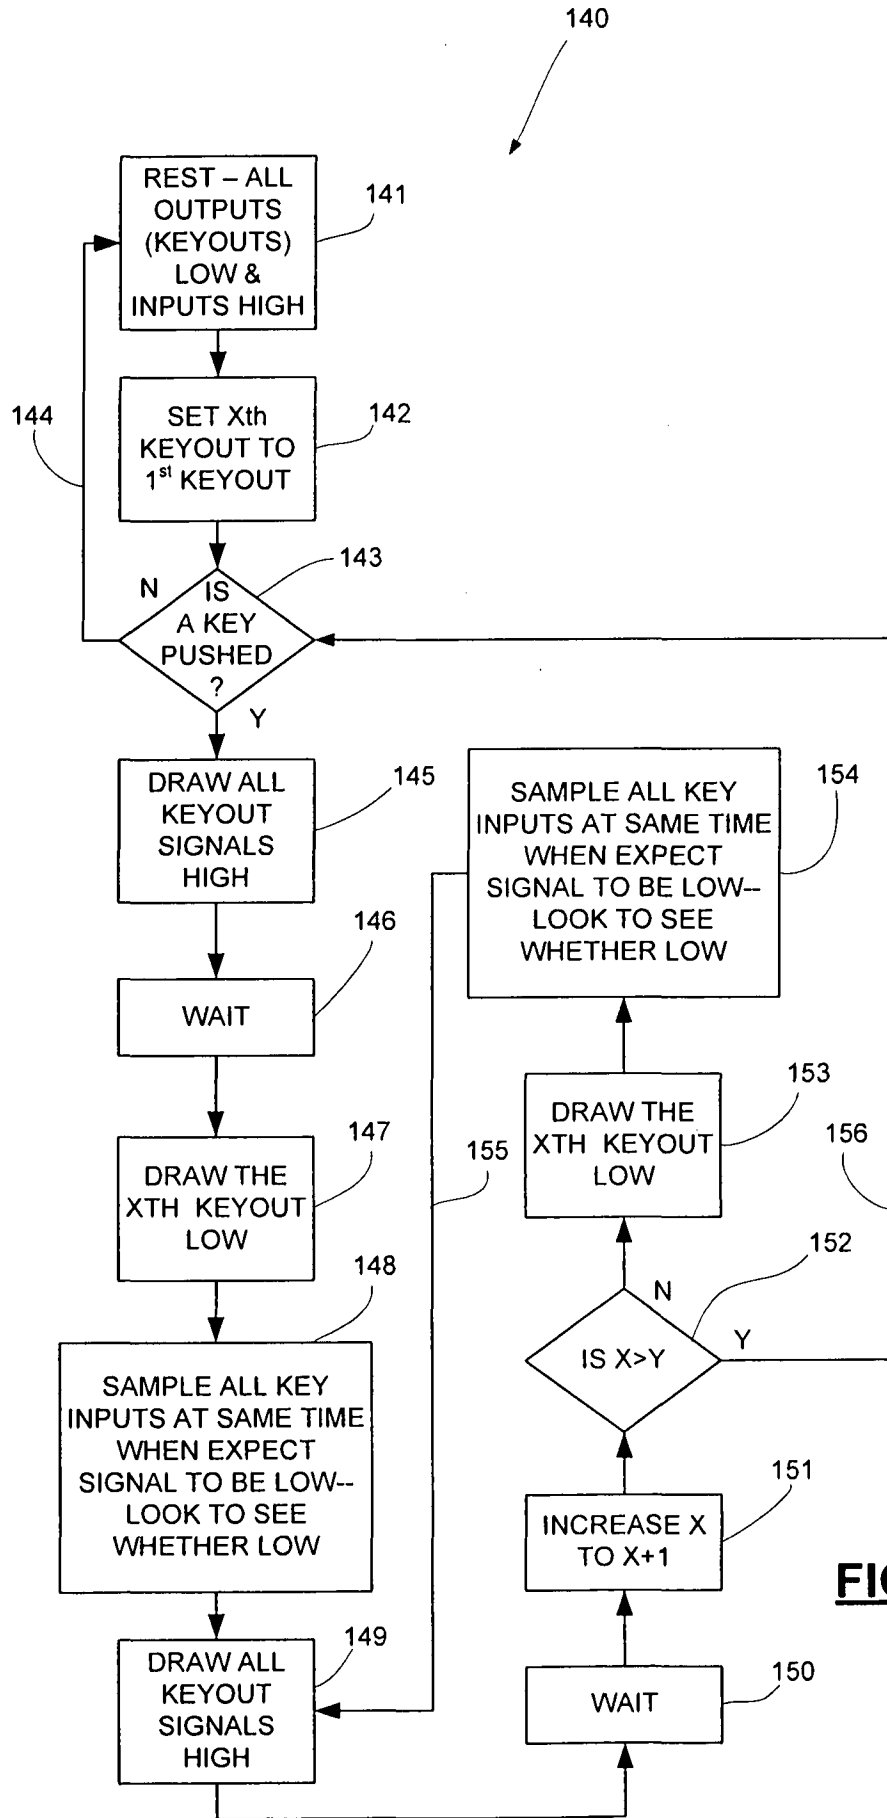 140
REST – ALL
OUTPUTS
(KEYOUTS)
LOW &
INPUTS HIGH
141
SET Xth
KEYOUT TO
1st KEYOUT
142
144
143
N
IS
A KEY
PUSHED
?
Y
DRAW ALL
KEYOUT
SIGNALS
HIGH
145
WAIT
146
DRAW THE
XTH KEYOUT
LOW
147
148
SAMPLE ALL KEY
INPUTS AT SAME TIME
WHEN EXPECT
SIGNAL TO BE LOW--
LOOK TO SEE
WHETHER LOW
DRAW ALL
KEYOUT
SIGNALS
HIGH
149
WAIT
150
INCREASE X
TO X+1
151
IS X>Y
152
N
Y
DRAW THE
XTH KEYOUT
LOW
153
SAMPLE ALL KEY
INPUTS AT SAME TIME
WHEN EXPECT
SIGNAL TO BE LOW--
LOOK TO SEE
WHETHER LOW
154
155
156